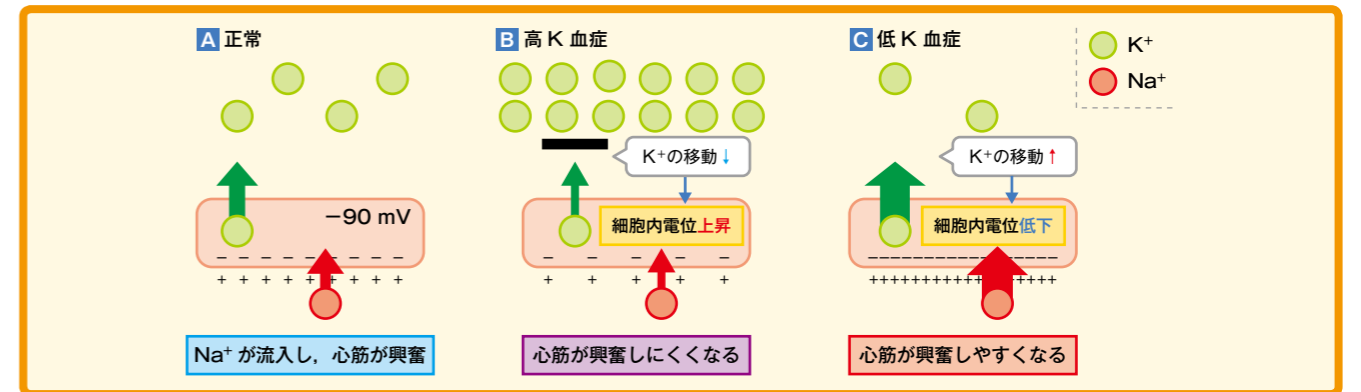 A 正常
B 高 K 血症
C 低 K 血症
K⁺
Na⁺
K⁺の移動↓
K⁺の移動↑
−90 mV
細胞内電位上昇
細胞内電位低下
− − − − − − − − −
− − − − −
−−−−−−−−−−−−−−−−−
+ + + + + + + + +
+ + + + +
+++++++++++++++++
Na⁺ が流入し，心筋が興奮
心筋が興奮しにくくなる
心筋が興奮しやすくなる